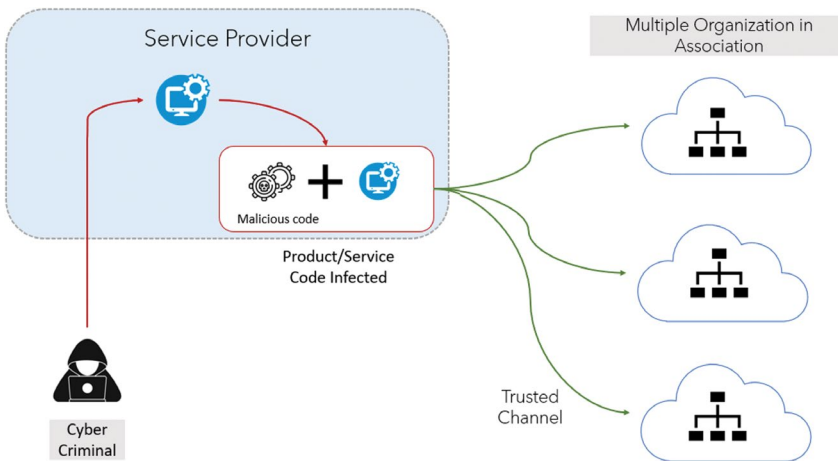 Service Provider
Multiple Organization in
Association
Malicious code
Product/Service
Code Infected
Trusted
Channel
Cyber
Criminal